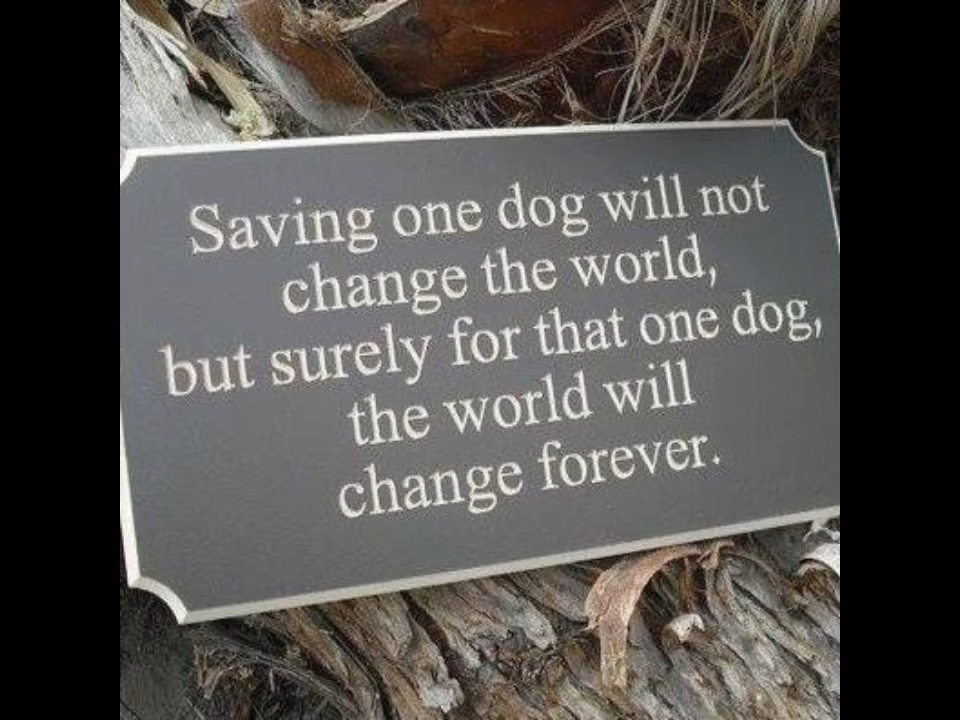 Saving one dog will not
change the world,
but surely for that one dog,
the world will
change forever.